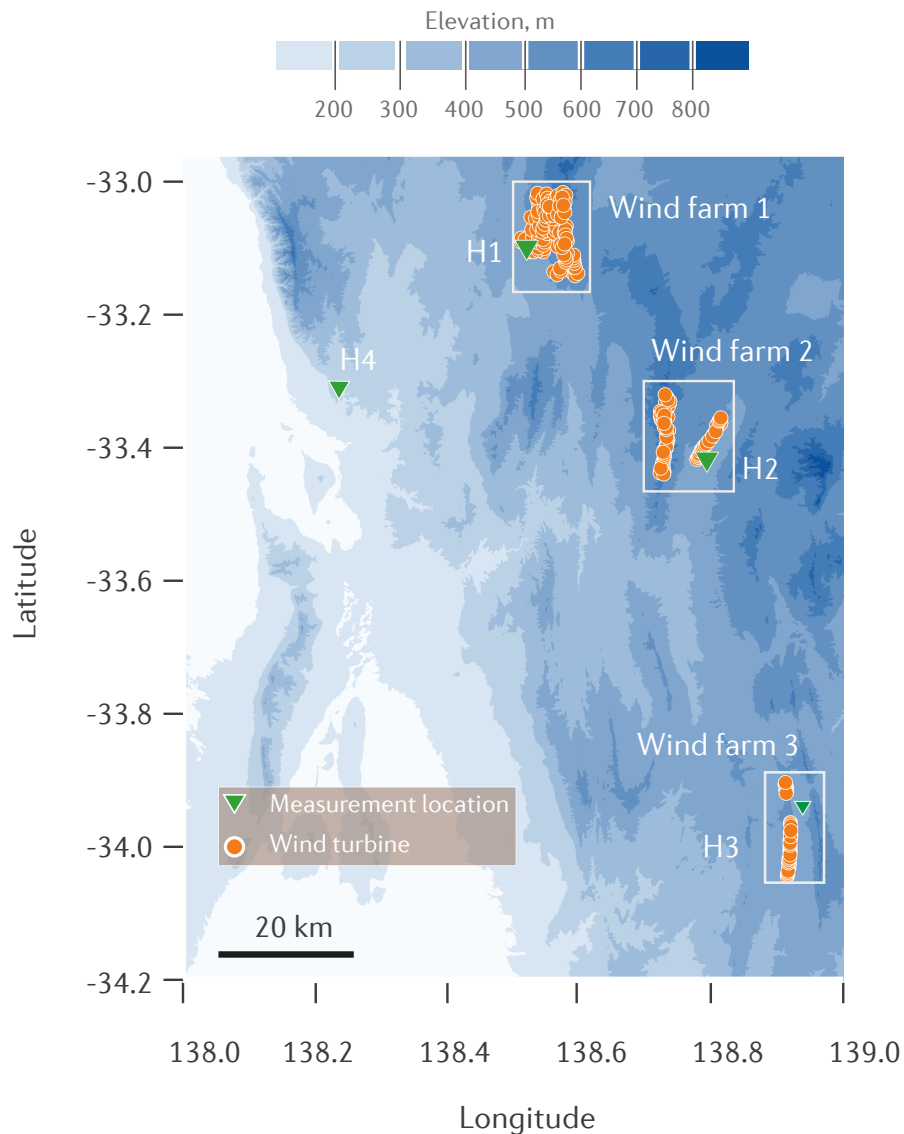 Elevation, m
200 300 400 500 600 700 800
-33.0
Wind farm 1
H1
-33.2
Wind farm 2
H4
-33.4
H2
Latitude
-33.6
-33.8
Wind farm 3
Measurement location
Wind turbine
H3
-34.0
20 km
-34.2
138.0 138.2 138.4 138.6 138.8 139.0
Longitude